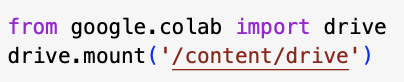 from google.colab import drive
drive.mount('/content/drive')